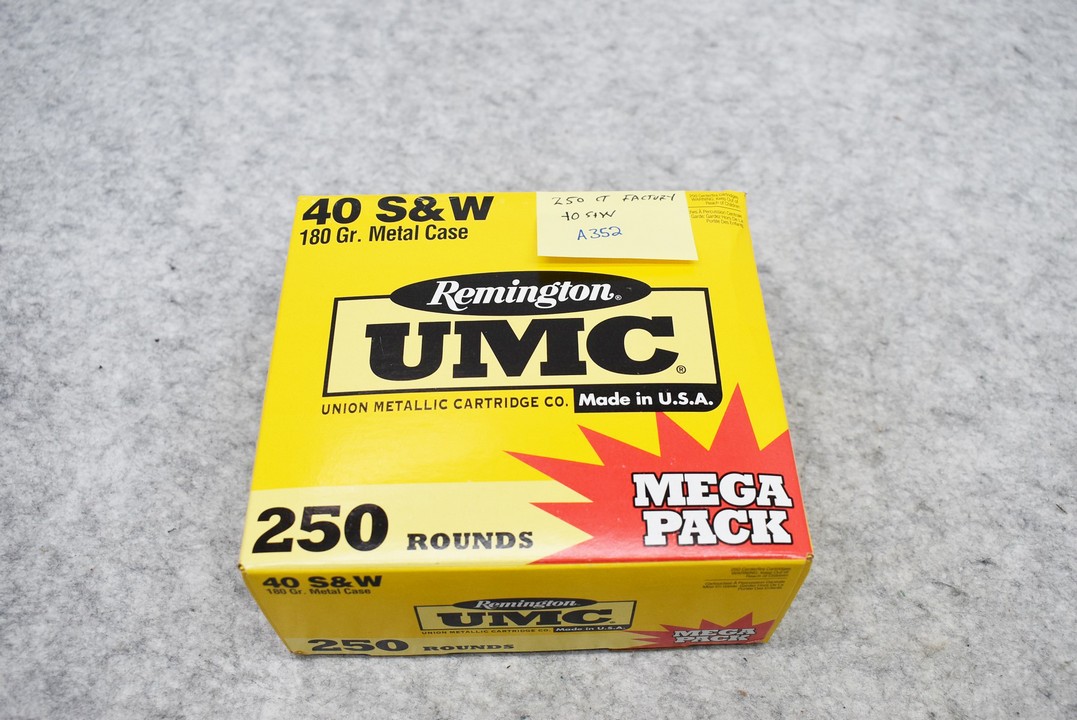 40 S&W
180 Gr. Metal Case
250 CT FACTORY
40 S&W
A352
Remington®
UMC®
UNION METALLIC CARTRIDGE CO. Made in U.S.A.
MEGA
PACK
250 ROUNDS
40 S&W
180 Gr. Metal Case
Remington
UMC
UNION METALLIC CARTRIDGE CO. Made in U.S.A.
MEGA
PACK
250 ROUNDS